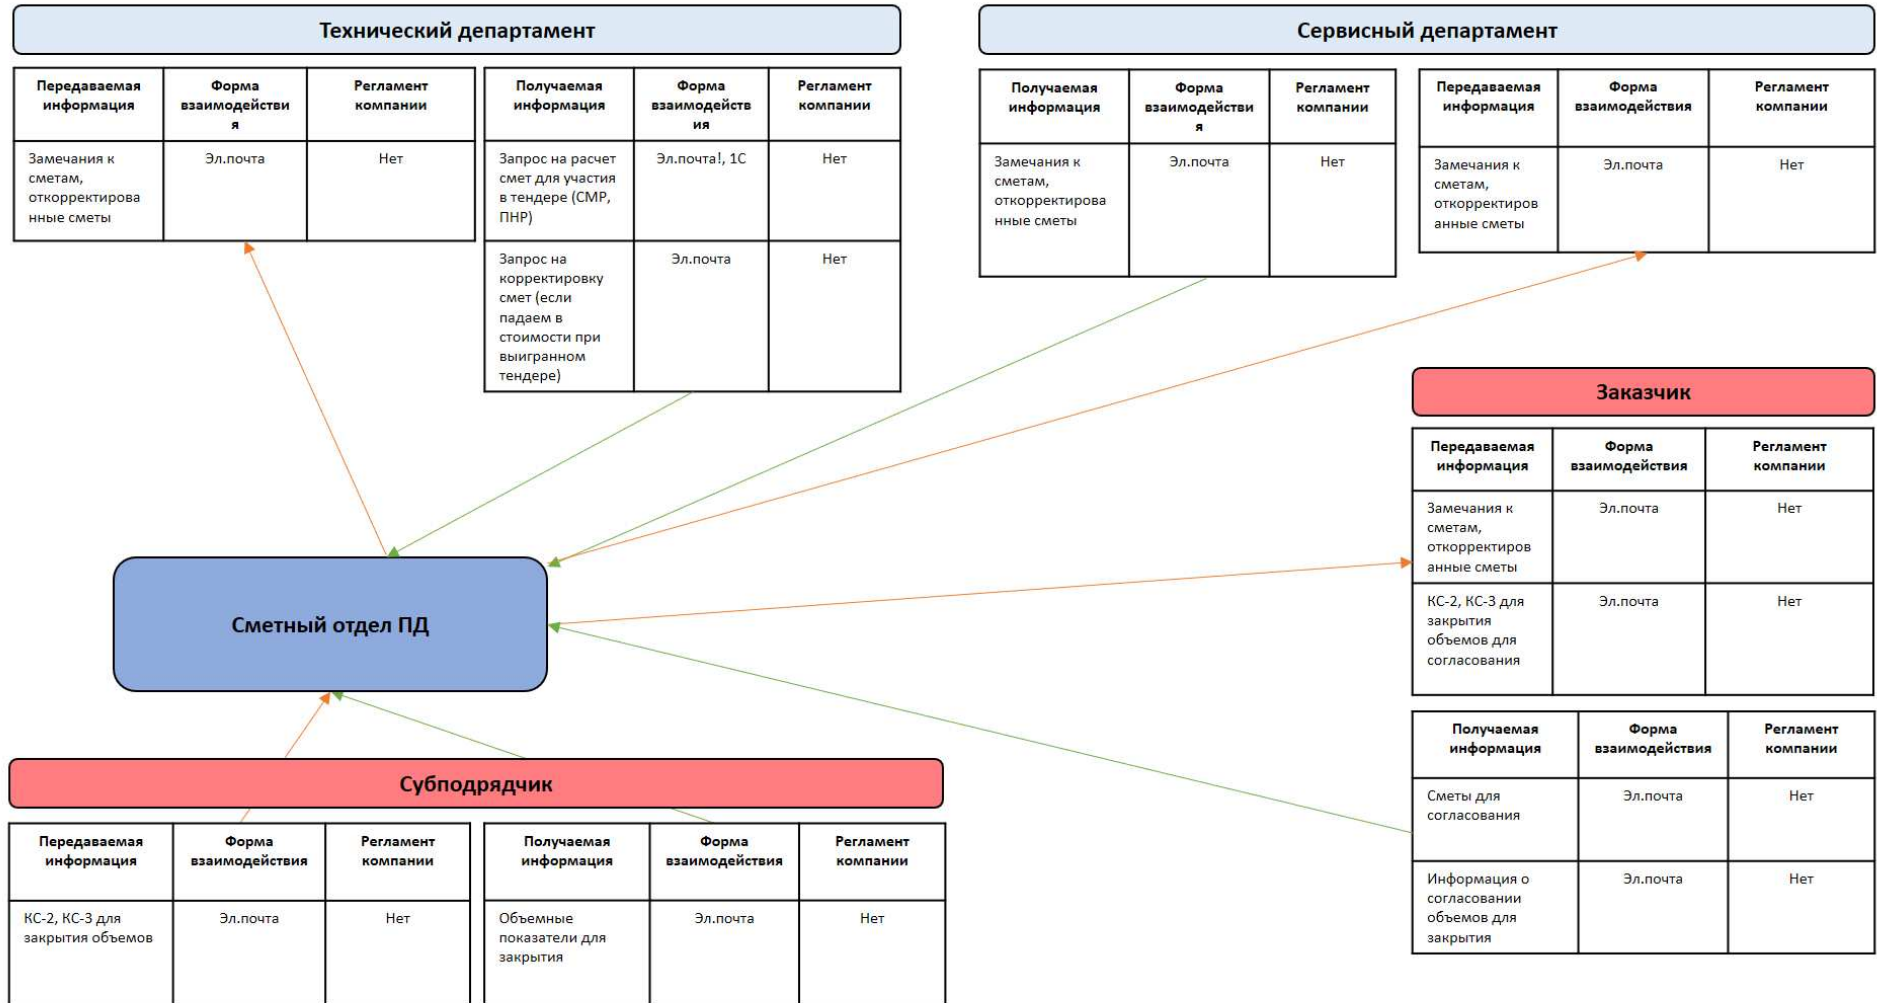 Технический департамент
Передаваемая
информация
Форма
взаимодействи
я
Регламент
компании
Замечания к
сметам,
откорректирова
нные сметы
Эл.почта
Нет
Получаемая
информация
Форма
взаимодейств
ия
Регламент
компании
Запрос на расчет
смет для участия
в тендере (СМР,
ПНР)
Эл.почта!, 1С
Нет
Запрос на
корректировку
смет (если
падаем в
стоимости при
выигранном
тендере)
Эл.почта
Нет
Сервисный департамент
Получаемая
информация
Форма
взаимодействи
я
Регламент
компании
Замечания к
сметам,
откорректирова
нные сметы
Эл.почта
Нет
Передаваемая
информация
Форма
взаимодействия
Регламент
компании
Замечания к
сметам,
откорректиров
анные сметы
Эл.почта
Нет
Заказчик
Передаваемая
информация
Форма
взаимодействия
Регламент
компании
Замечания к
сметам,
откорректиров
анные сметы
Эл.почта
Нет
КС-2, КС-3 для
закрытия
объемов для
согласования
Эл.почта
Нет
Получаемая
информация
Форма
взаимодействия
Регламент
компании
Сметы для
согласования
Эл.почта
Нет
Информация о
согласовании
объемов для
закрытия
Эл.почта
Нет
Сметный отдел ПД
Субподрядчик
Передаваемая
информация
Форма
взаимодействия
Регламент
компании
КС-2, КС-3 для
закрытия объемов
Эл.почта
Нет
Получаемая
информация
Форма
взаимодействия
Регламент
компании
Объемные
показатели для
закрытия
Эл.почта
Нет